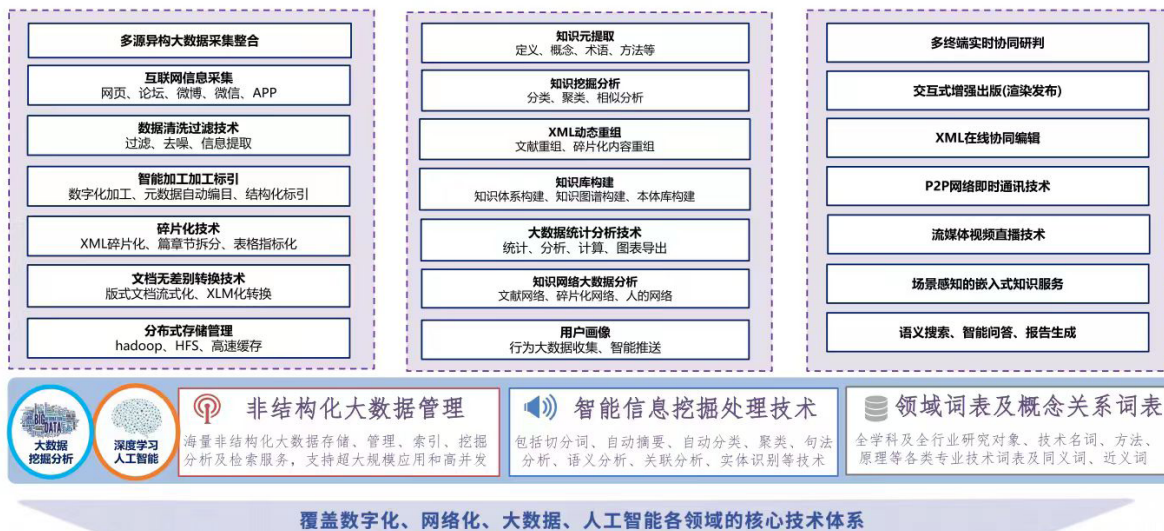 多源异构大数据采集整合
互联网信息采集
网页、论坛、微博、微信、APP
数据清洗过滤技术
过滤、去噪、信息提取
智能加工加工标引
数字化加工、元数据自动编目、结构化标引
碎片化技术
XML碎片化、篇章节拆分、表格指标化
文档无差别转换技术
版式文档流式化、XLM化转换
分布式存储管理
hadoop、HFS、高速缓存
知识元提取
定义、概念、术语、方法等
知识挖掘分析
分类、聚类、相似分析
XML动态重组
文献重组、碎片化内容重组
知识库构建
知识体系构建、知识图谱构建、本体库构建
大数据统计分析技术
统计、分析、计算、图表导出
知识网络大数据分析
文献网络、碎片化网络、人的网络
用户画像
行为大数据收集、智能推送
多终端实时协同研判
交互式增强出版(渲染发布)
XML在线协同编辑
P2P网络即时通讯技术
流媒体视频直播技术
场景感知的嵌入式知识服务
语义搜索、智能问答、报告生成
BIG DATA
大数据
挖掘分析
深度学习
人工智能
非结构化大数据管理
海量非结构化大数据存储、管理、索引、挖掘
分析及检索服务，支持超大规模应用和高并发
智能信息挖掘处理技术
包括切分词、自动摘要、自动分类、聚类、句法
分析、语义分析、关联分析、实体识别等技术
领域词表及概念关系词表
全学科及全行业研究对象、技术名词、方法、
原理等各类专业技术词表及同义词、近义词
覆盖数字化、网络化、大数据、人工智能各领域的核心技术体系